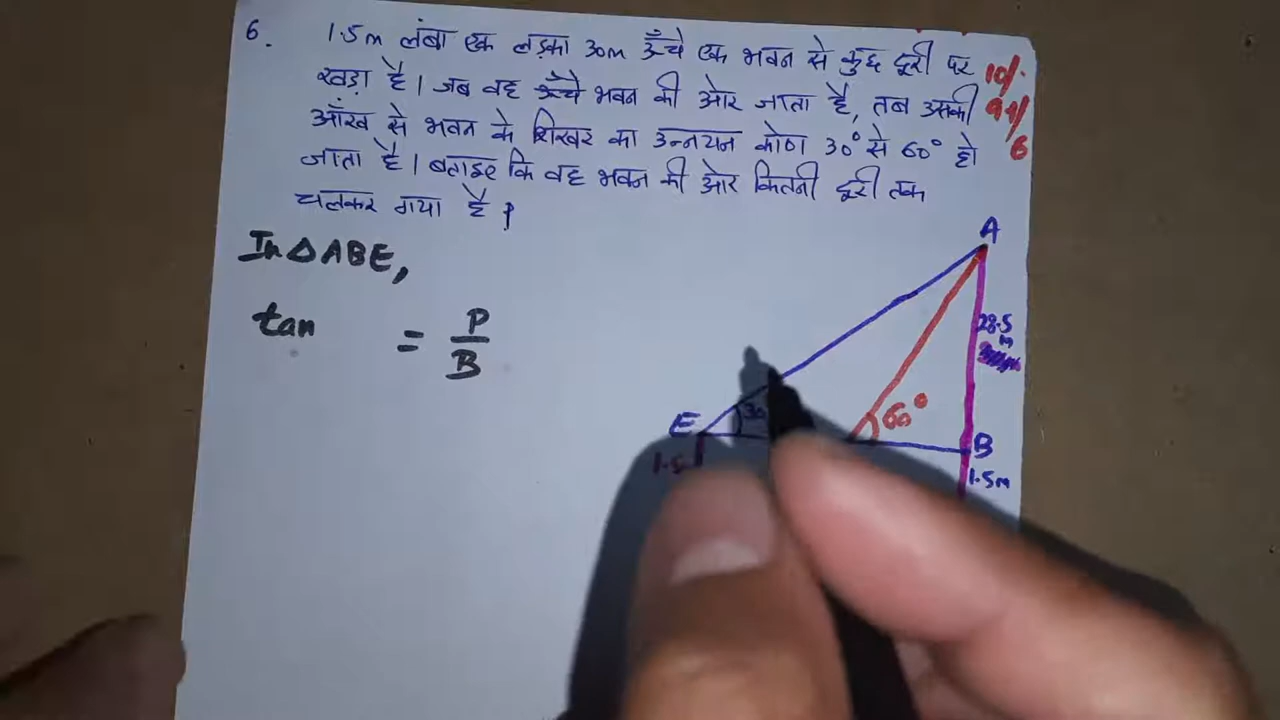 6. 1.5m लंबा एक लड़का 30m ऊँचे एक भवन से कुछ दूरी पर
खड़ा है। जब वह ऊँचे भवन की ओर जाता है, तब उसकी
आँख से भवन के शिखर का उन्नयन कोण 30° से 60° हो
जाता है। बताइए कि वह भवन की ओर कितनी दूरी तक
चलकर गया है ?
10/.
9.1/6
In △ABE,
tan = P/B
A
28.5
m
E
30
60°
B
1.5m